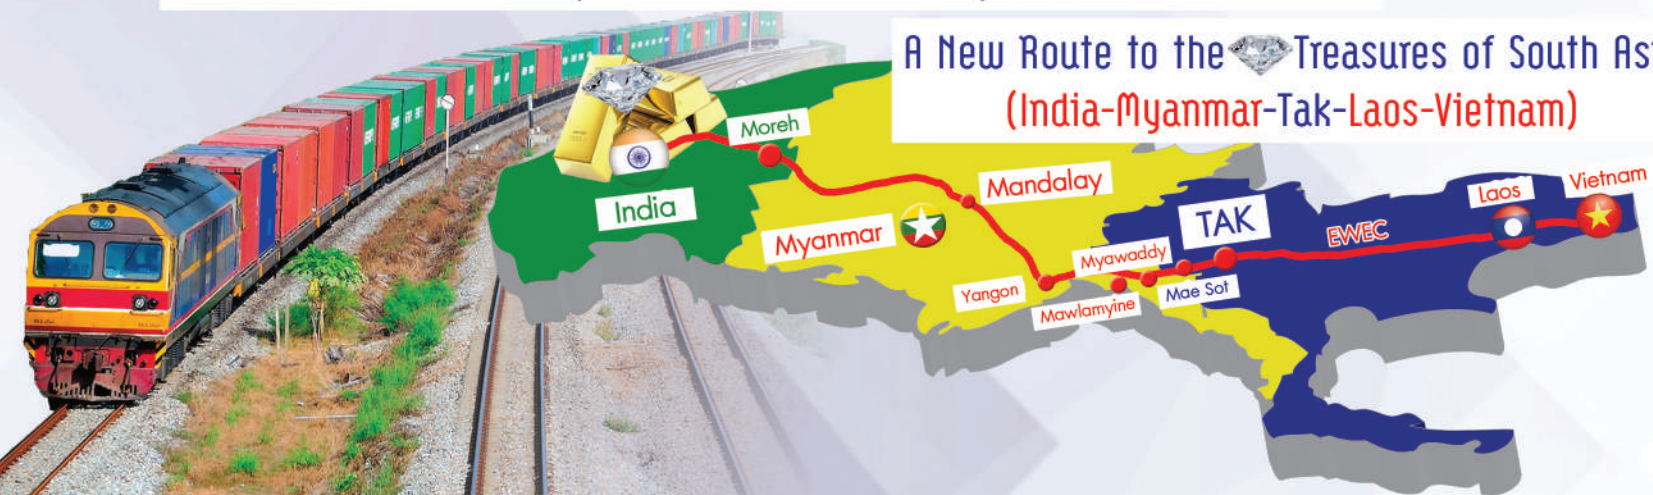 A New Route to the Treasures of South
(India-Myanmar-Tak-Laos-Vietnam)
Moreh
India
Mandalay
Myanmar
TAK
Laos
Vietnam
EWEC
Myawaddy
Yangon
Mae Sot
Mawlamyine